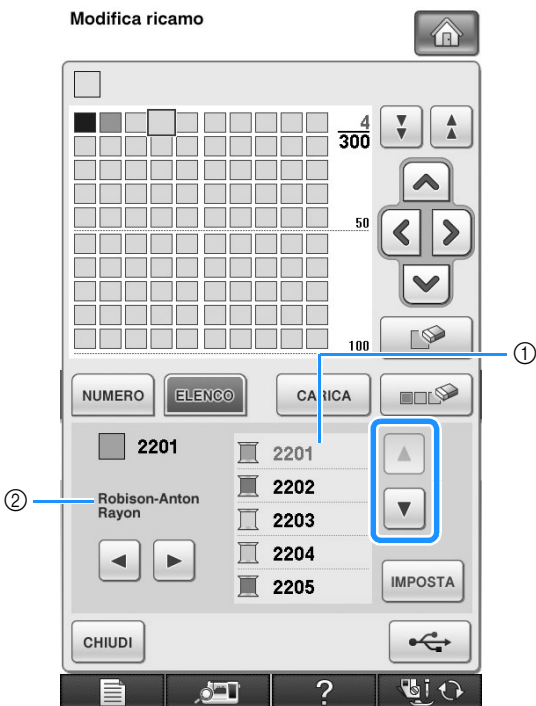 Modifica ricamo
4
300
50
100
①
NUMERO
ELENCO
CARICA
2201
2201
②
Robison-Anton
Rayon
2202
2203
2204
2205
IMPOSTA
CHIUDI
?